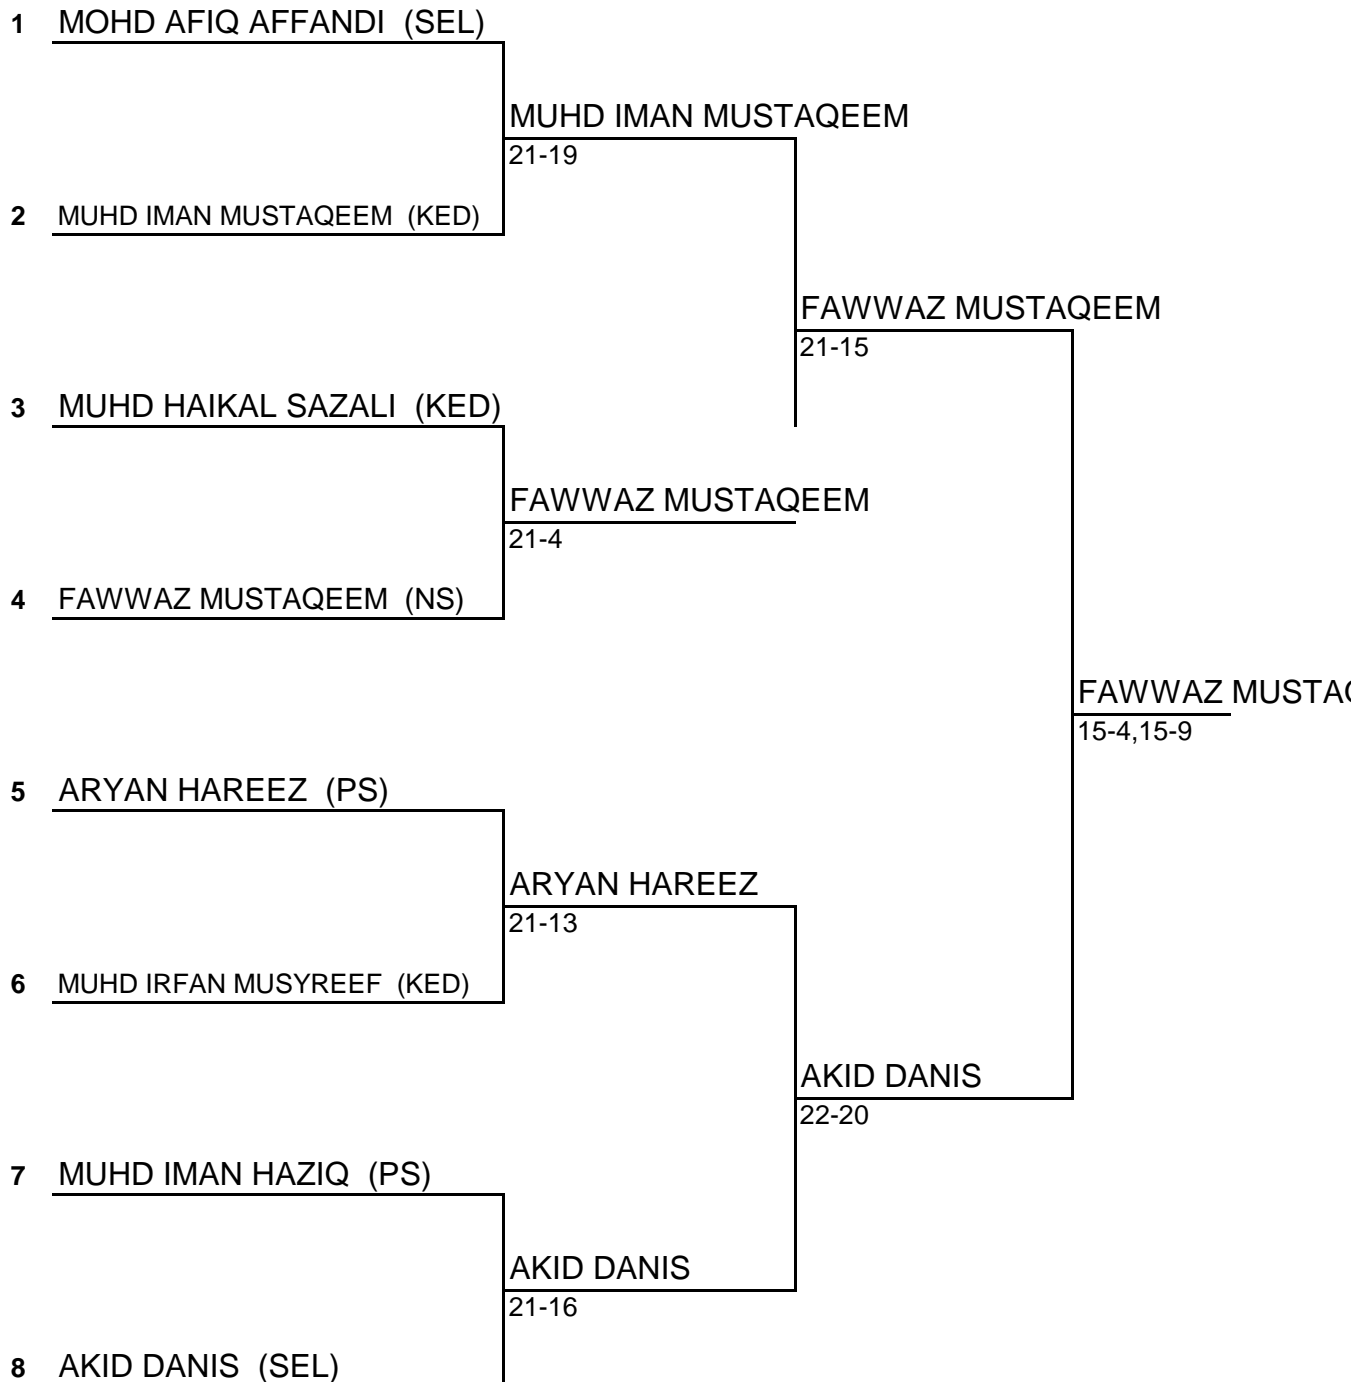 1 MOHD AFIQ AFFANDI (SEL)
MUHD IMAN MUSTAQEEM
21-19
2 MUHD IMAN MUSTAQEEM (KED)
FAWWAZ MUSTAQEEM
21-15
3 MUHD HAIKAL SAZALI (KED)
FAWWAZ MUSTAQEEM
21-4
4 FAWWAZ MUSTAQEEM (NS)
FAWWAZ
15-4,15-9
5 ARYAN HAREEZ (PS)
ARYAN HAREEZ
21-13
6 MUHD IRFAN MUSYREEF (KED)
AKID DANIS
22-20
7 MUHD IMAN HAZIQ (PS)
AKID DANIS
21-16
8 AKID DANIS (SEL)